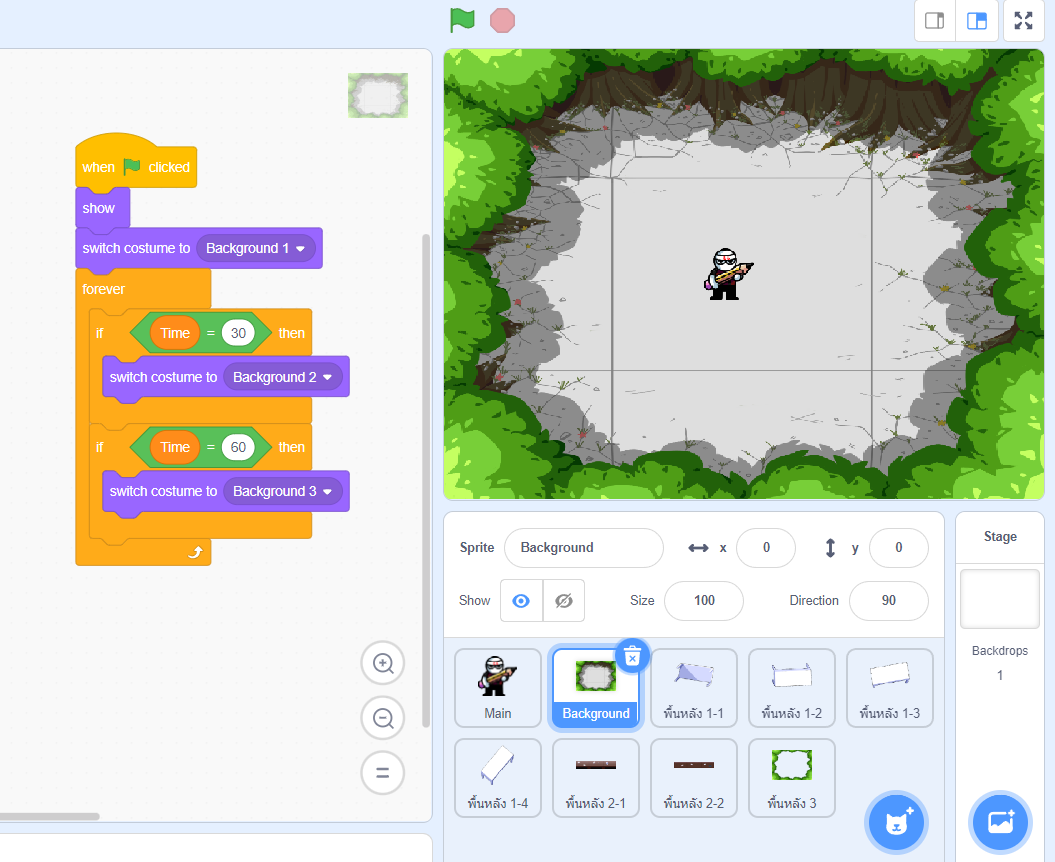 when clicked
show
switch costume to Background 1
forever
if Time = 30 then
switch costume to Background 2
if Time = 60 then
switch costume to Background 3
Sprite Background x 0 y 0
Show Size 100 Direction 90
Main
Background
พื้นหลัง 1-1
พื้นหลัง 1-2
พื้นหลัง 1-3
พื้นหลัง 1-4
พื้นหลัง 2-1
พื้นหลัง 2-2
พื้นหลัง 3
Stage
Backdrops
1